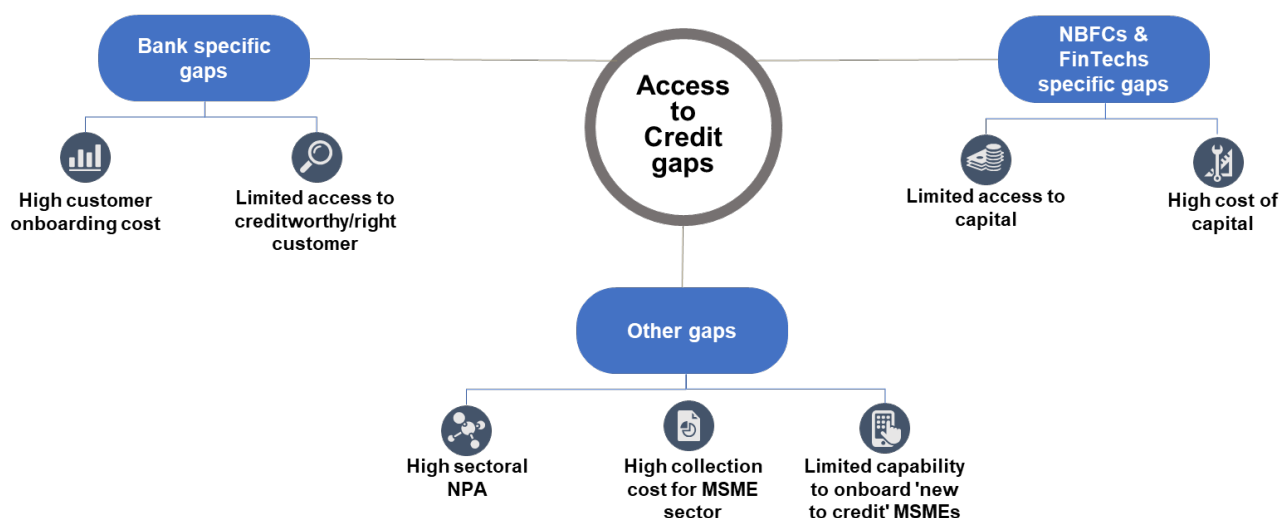 Bank specific
gaps
High customer
onboarding cost
Limited access to
creditworthy/right
customer
Access
to
Credit
gaps
NBFCs &
FinTechs
specific gaps
Limited access to
capital
High cost of
capital
Other gaps
High sectoral
NPA
High collection
cost for MSME
sector
Limited capability
to onboard 'new
to credit' MSMEs